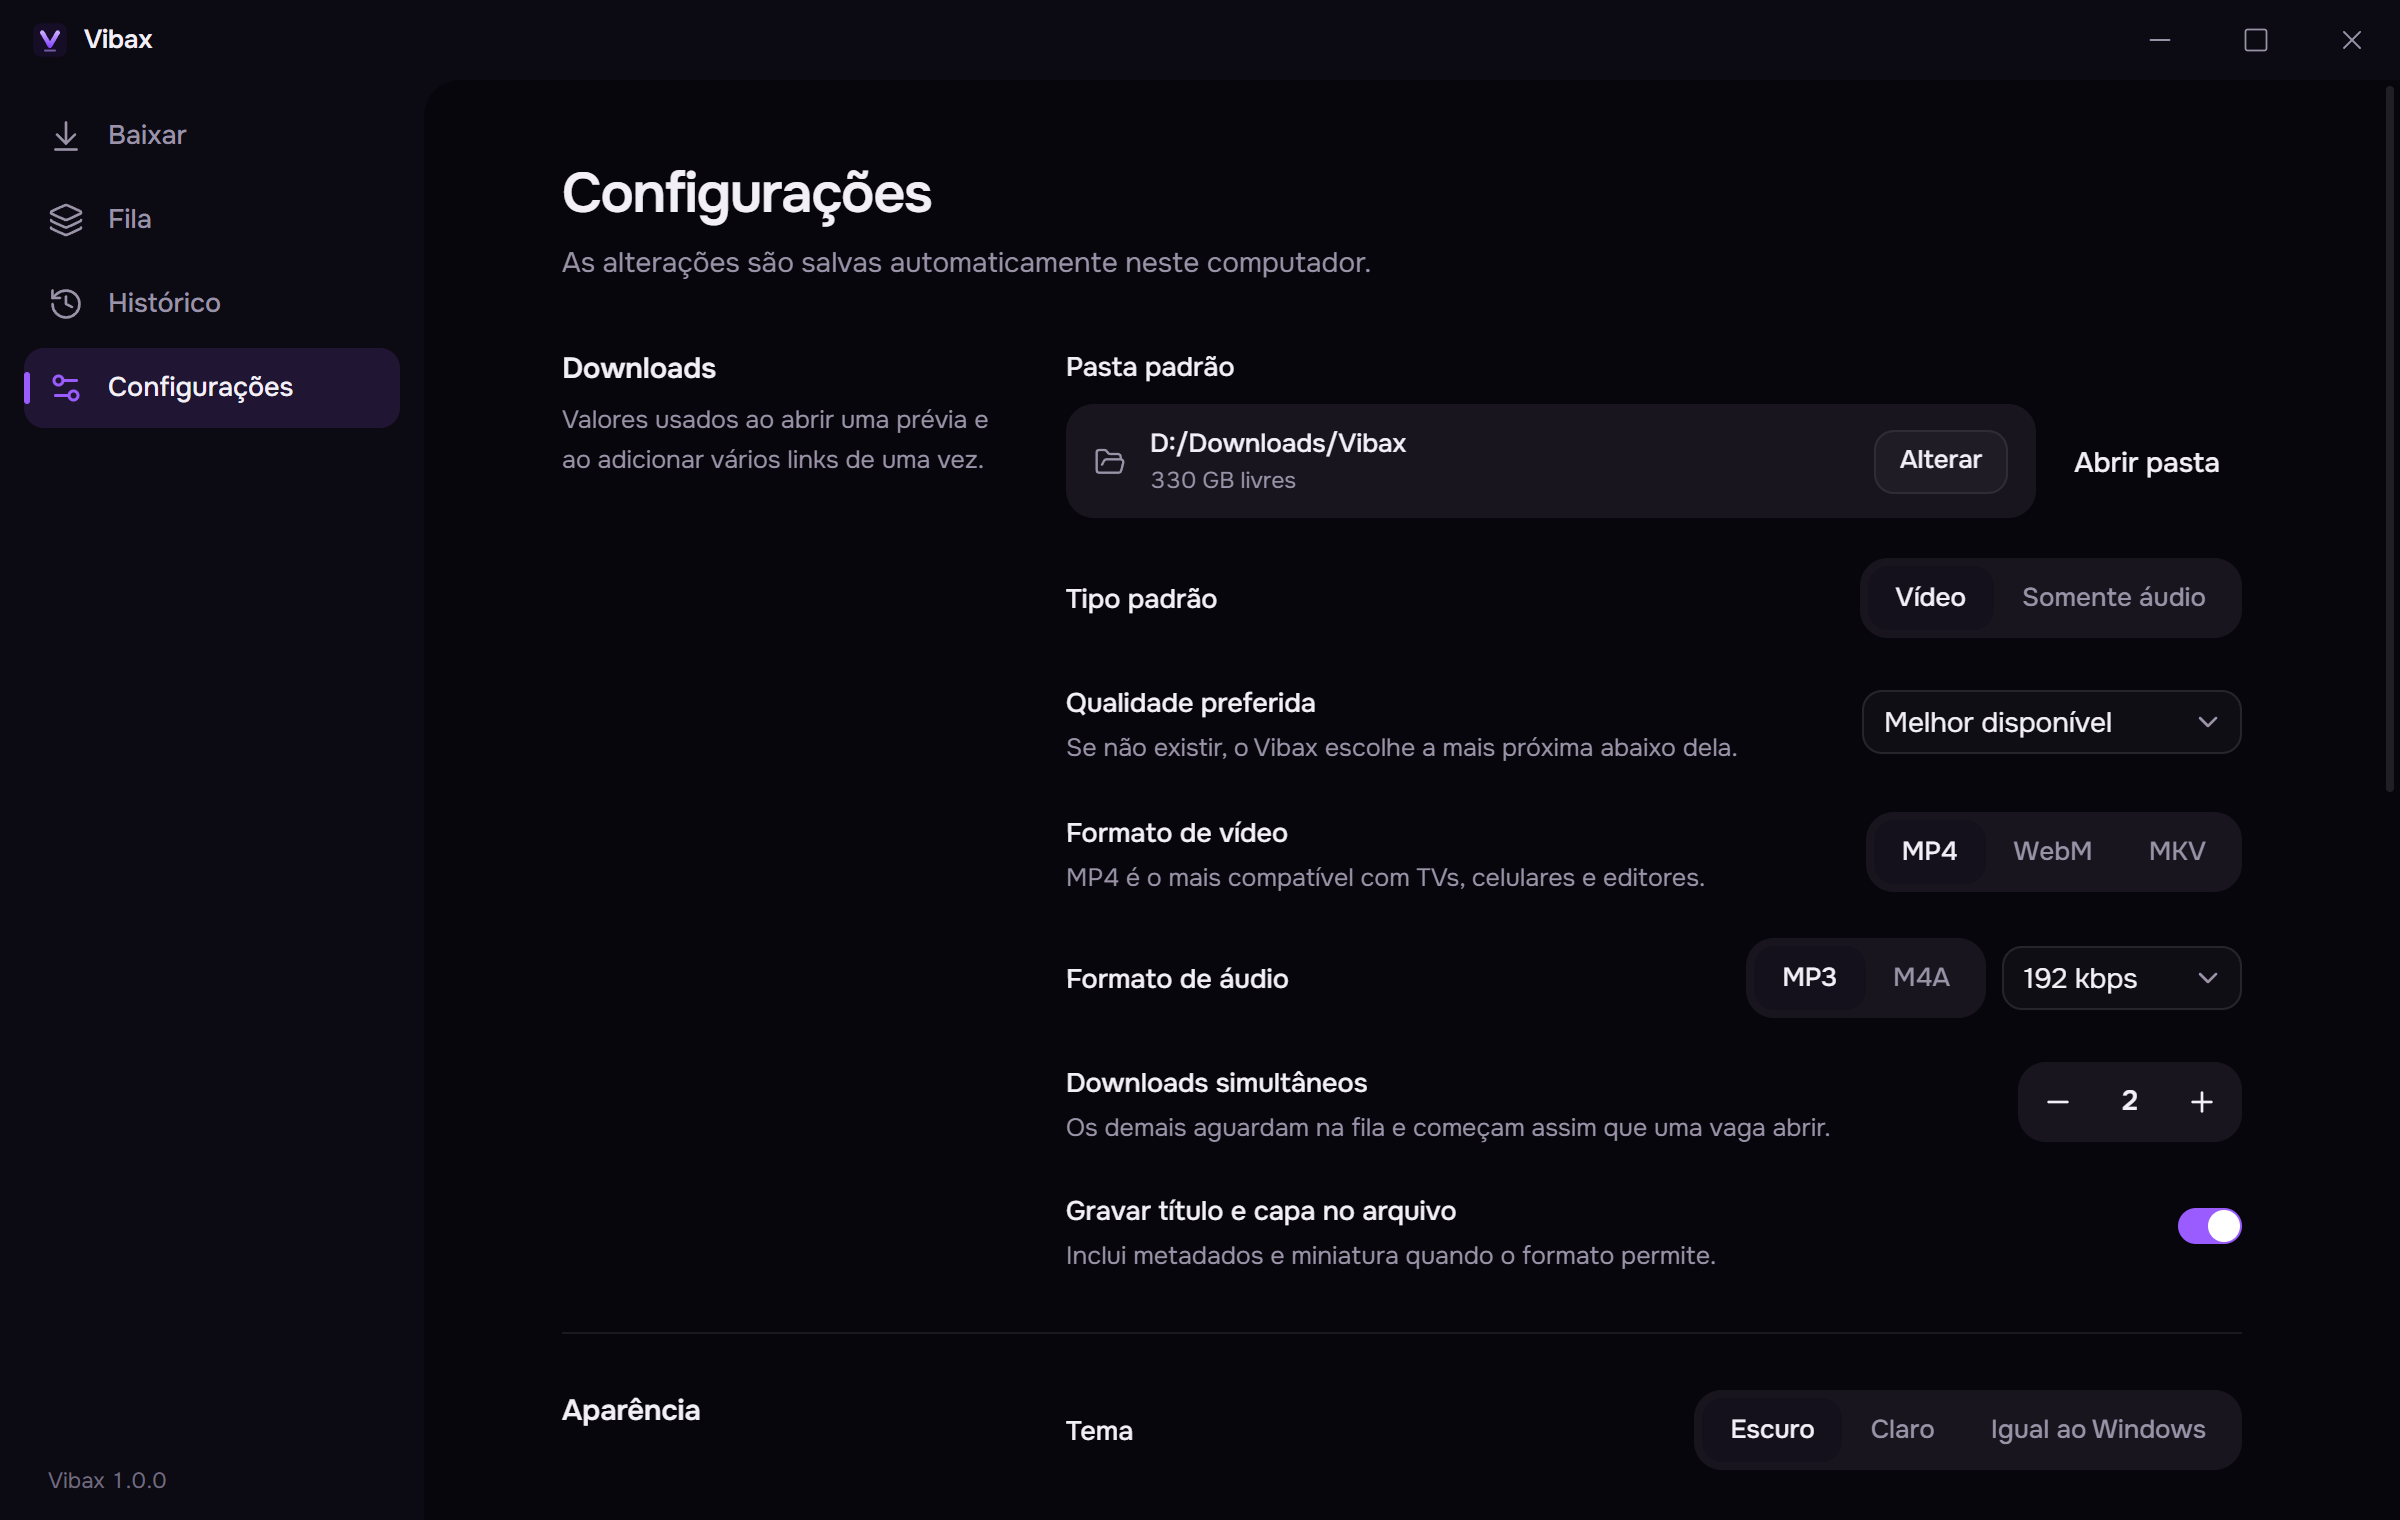 Vibax
Baixar
Fila
Histórico
Configurações
Configurações
As alterações são salvas automaticamente neste computador.
Downloads
Valores usados ao abrir uma prévia e
ao adicionar vários links de uma vez.
Pasta padrão
D:/Downloads/Vibax
330 GB livres
Alterar
Abrir pasta
Tipo padrão
Vídeo
Somente áudio
Qualidade preferida
Se não existir, o Vibax escolhe a mais próxima abaixo dela.
Melhor disponível
Formato de vídeo
MP4 é o mais compatível com TVs, celulares e editores.
MP4
WebM
MKV
Formato de áudio
MP3
M4A
192 kbps
Downloads simultâneos
Os demais aguardam na fila e começam assim que uma vaga abrir.
2
Gravar título e capa no arquivo
Inclui metadados e miniatura quando o formato permite.
Aparência
Tema
Escuro
Claro
Igual ao Windows
Vibax 1.0.0